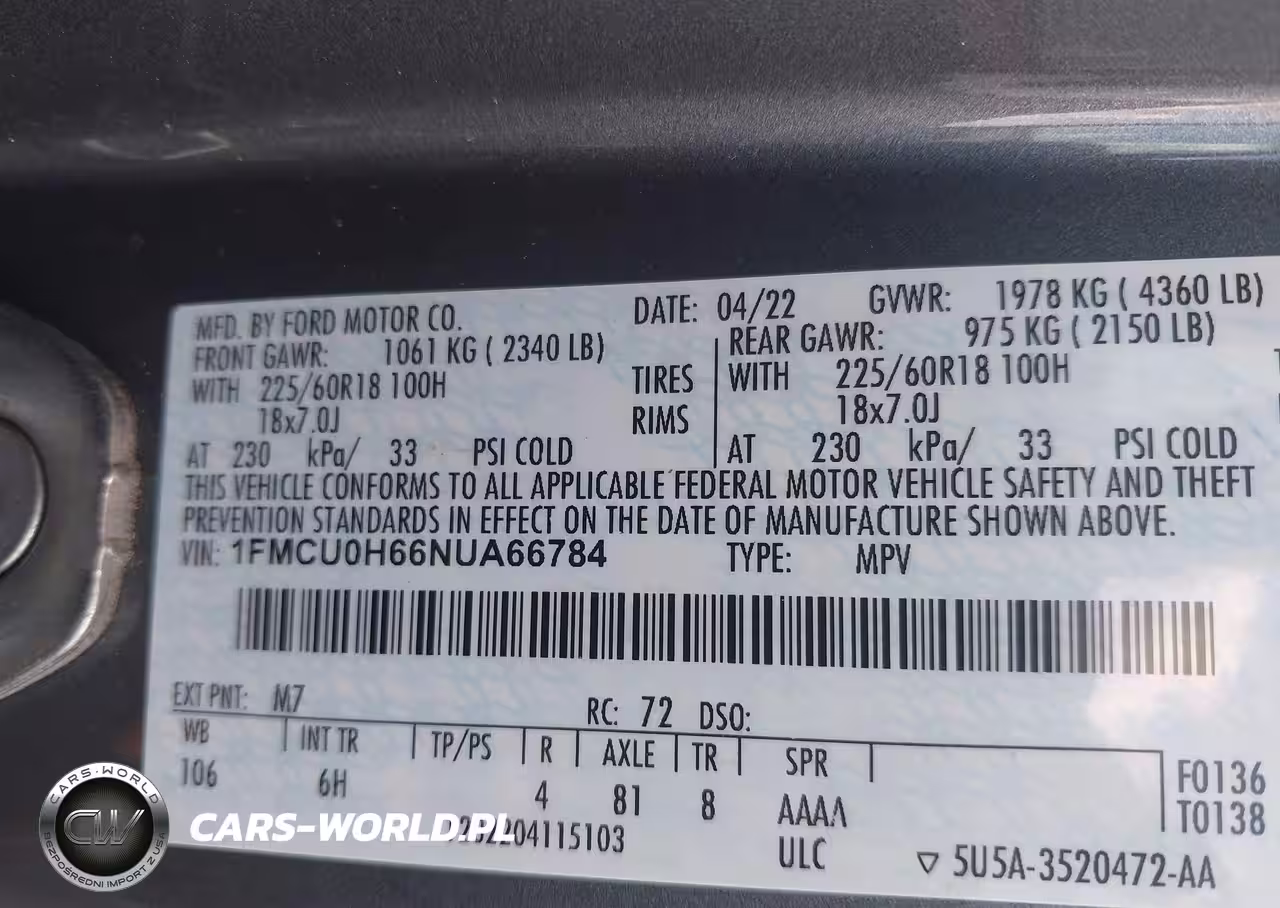 MFD. BY FORD MOTOR CO. DATE: 04/22 GVWR: 1978 KG ( 4360 LB)
FRONT GAWR: 1061 KG ( 2340 LB) REAR GAWR: 975 KG ( 2150 LB)
WITH 225/60R18 100H TIRES WITH 225/60R18 100H
18x7.0J RIMS 18x7.0J
AT 230 kPa/ 33 PSI COLD AT 230 kPa/ 33 PSI COLD
THIS VEHICLE CONFORMS TO ALL APPLICABLE FEDERAL MOTOR VEHICLE SAFETY AND THEFT
PREVENTION STANDARDS IN EFFECT ON THE DATE OF MANUFACTURE SHOWN ABOVE.
VIN: 1FMCU0H66NUA66784 TYPE: MPV
EXT PNT: M7 RC: 72 DSO:
WB INT TR TP/PS R AXLE TR SPR
106 6H 4 81 8 AAAA
F0136
T0138
04115103 ULC ▽ 5U5A-3520472-AA
CARS-WORLD
CW
BEZPOŚREDNI IMPORT Z USA
CARS-WORLD.PL